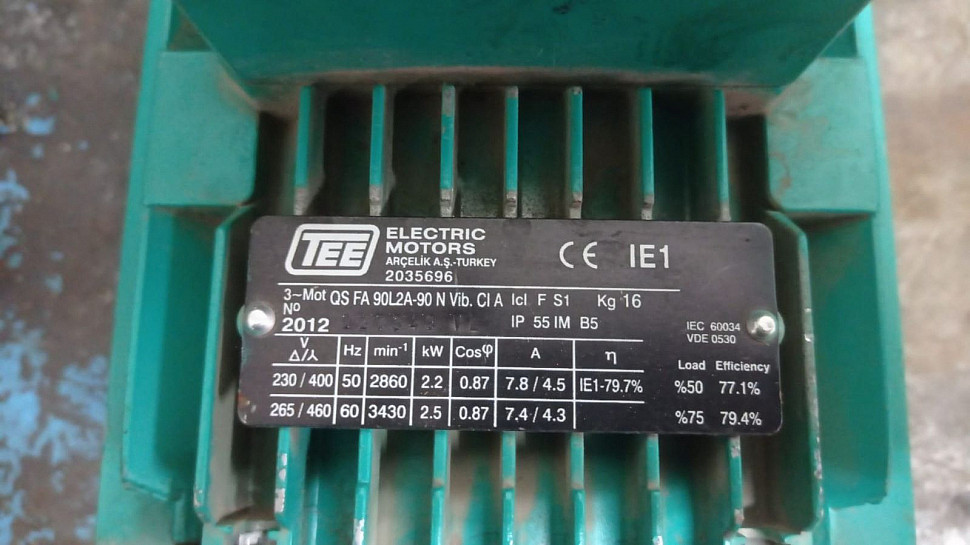 TEE
ELECTRIC
MOTORS
ARÇELİK A.Ş.-TURKEY
2035696
CE IE1
3~Mot QS FA 90L2A-90 N Vib. Cl A Icl F S1 Kg 16
Nº
2012
IP 55 IM B5
IEC 60034
VDE 0530
V
Δ/⅄ Hz min⁻¹ kW Cosφ A η
230 / 400 50 2860 2.2 0.87 7.8 / 4.5 IE1-79.7%
265 / 460 60 3430 2.5 0.87 7.4 / 4.3
Load Efficiency
%50 77.1%
%75 79.4%